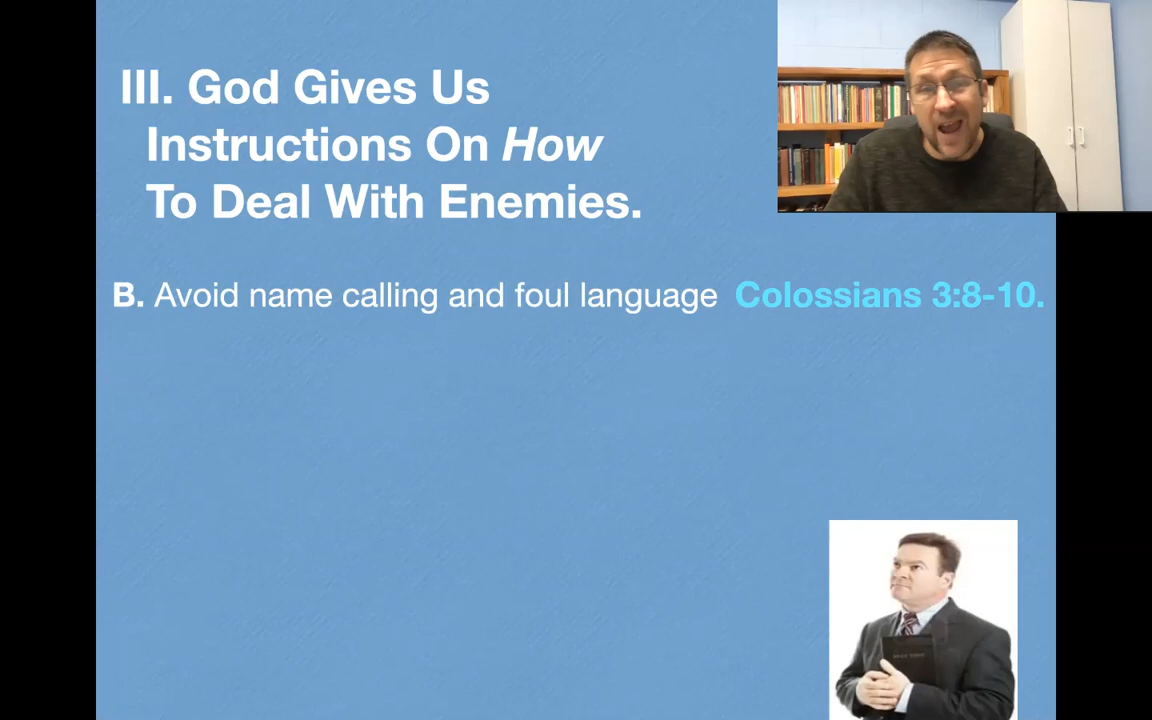 III. God Gives Us
Instructions On How
To Deal With Enemies.
B. Avoid name calling and foul language Colossians 3:8-10.